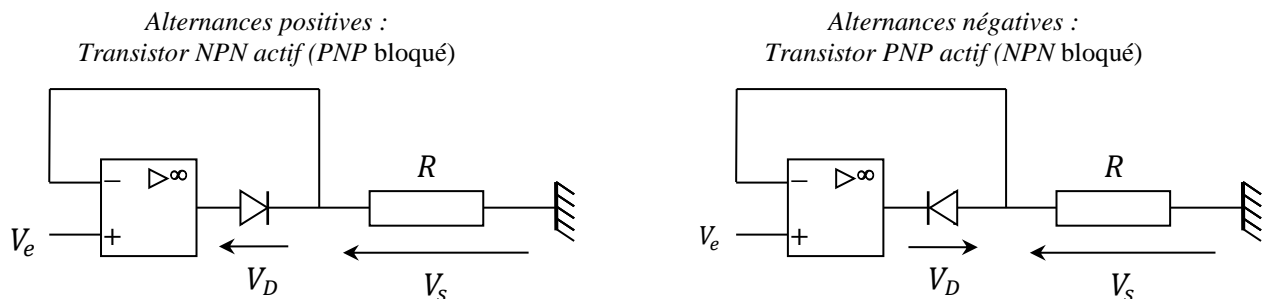 Alternances positives :
Transistor NPN actif (PNP bloqué)
R
▷∞
−
+
V_e
V_D
V_s
Alternances négatives :
Transistor PNP actif (NPN bloqué)
R
▷∞
−
+
V_e
V_D
V_s